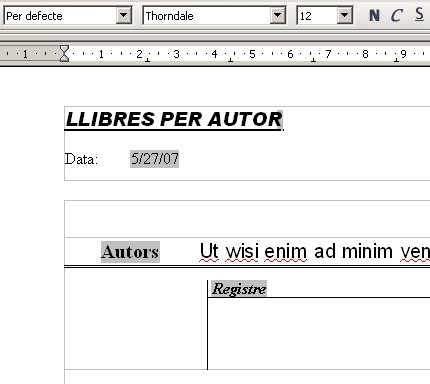 Per defecte Thorndale 12 N C S
1 1 2 3 4 5 6 7 8 9
LLIBRES PER AUTOR
Data: 5/27/07
Autors Ut wisi enim ad minim ven
Registre